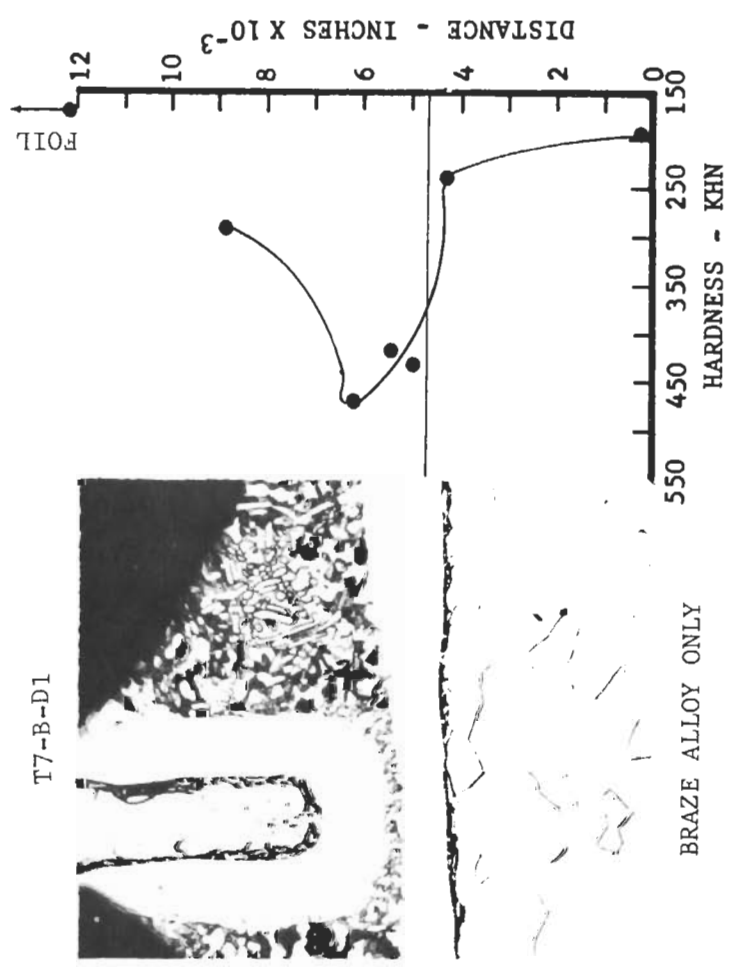 T7-B-D1
BRAZE ALLOY ONLY
FOIL
DISTANCE - INCHES X 10-3
12
10
8
6
4
2
0
150
250
350
450
550
HARDNESS - KHN